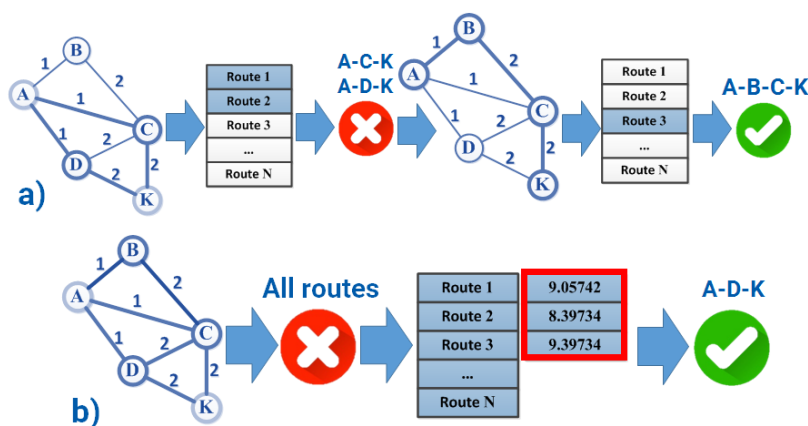 B
1
2
A
1
C
1
2
D
2
2
K
Route 1
Route 2
Route 3
...
Route N
A-C-K
A-D-K
B
1
2
A
1
C
1
2
2
D
2
K
Route 1
Route 2
Route 3
...
Route N
A-B-C-K
a)
B
1
2
A
1
C
1
2
D
2
2
K
All routes
Route 1 9.05742
Route 2 8.39734
Route 3 9.39734
...
Route N
A-D-K
b)